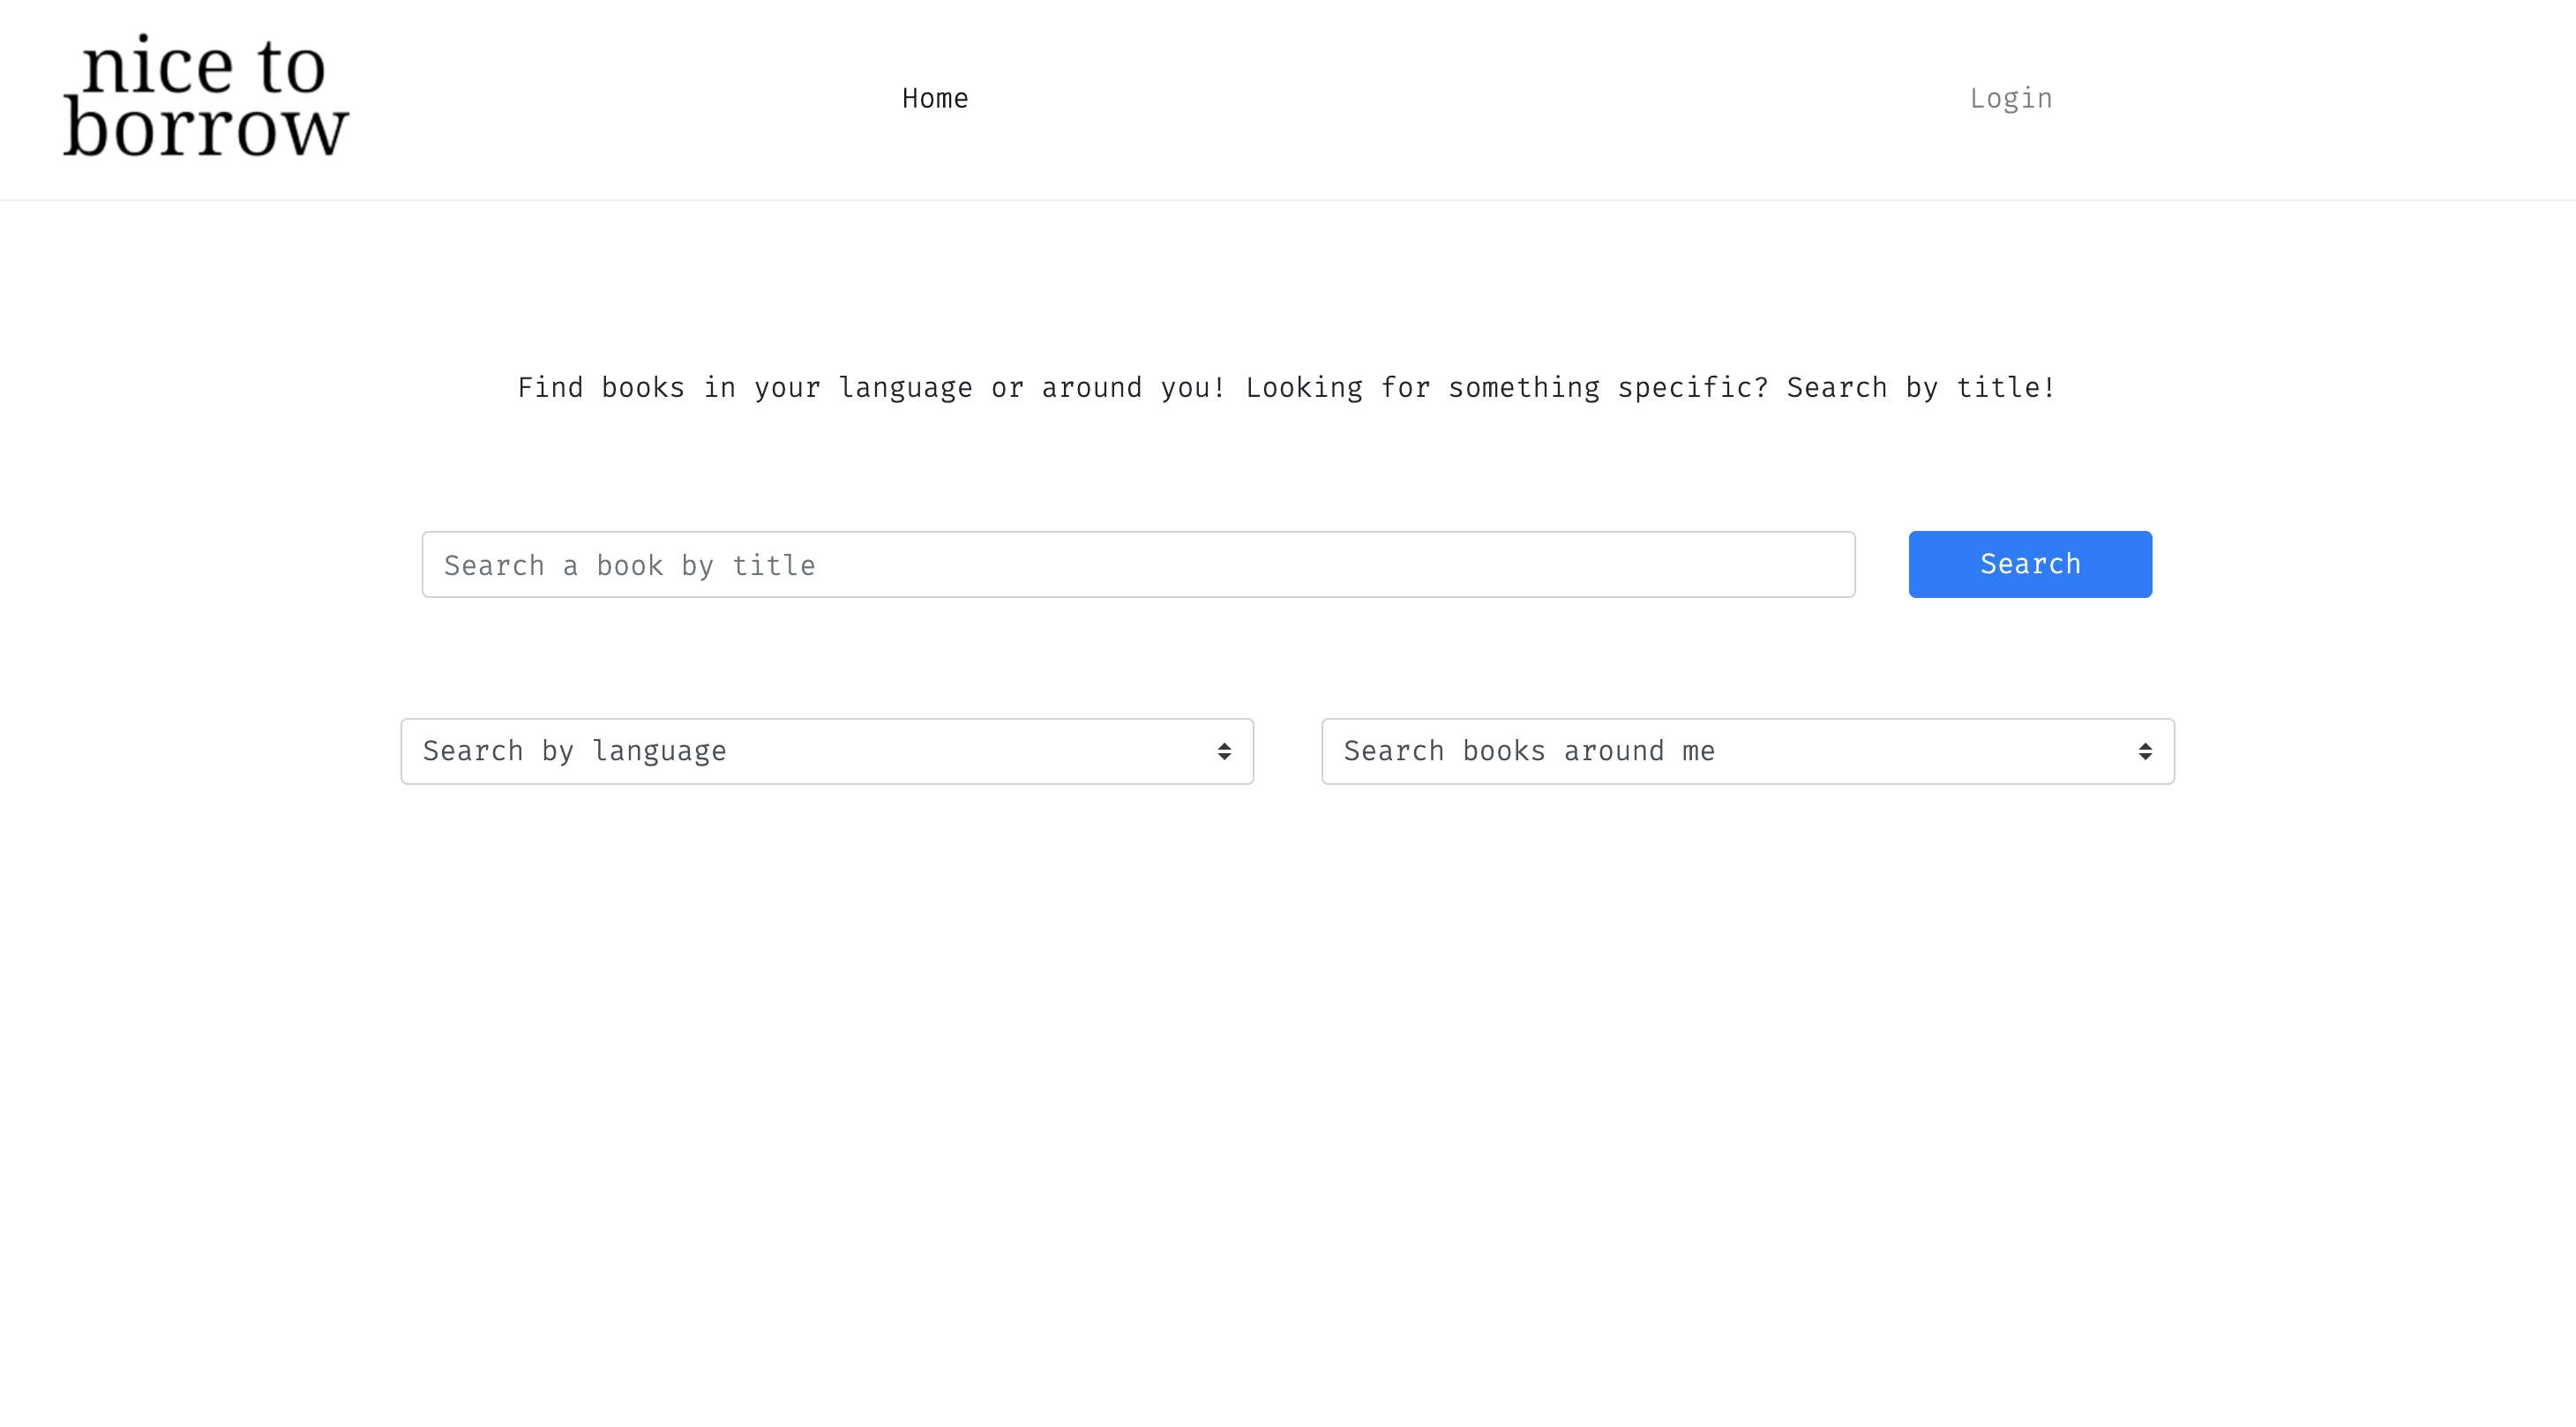 nice to
borrow
Home
Login
Find books in your language or around you! Looking for something specific? Search by title!
Search a book by title
Search
Search by language
Search books around me